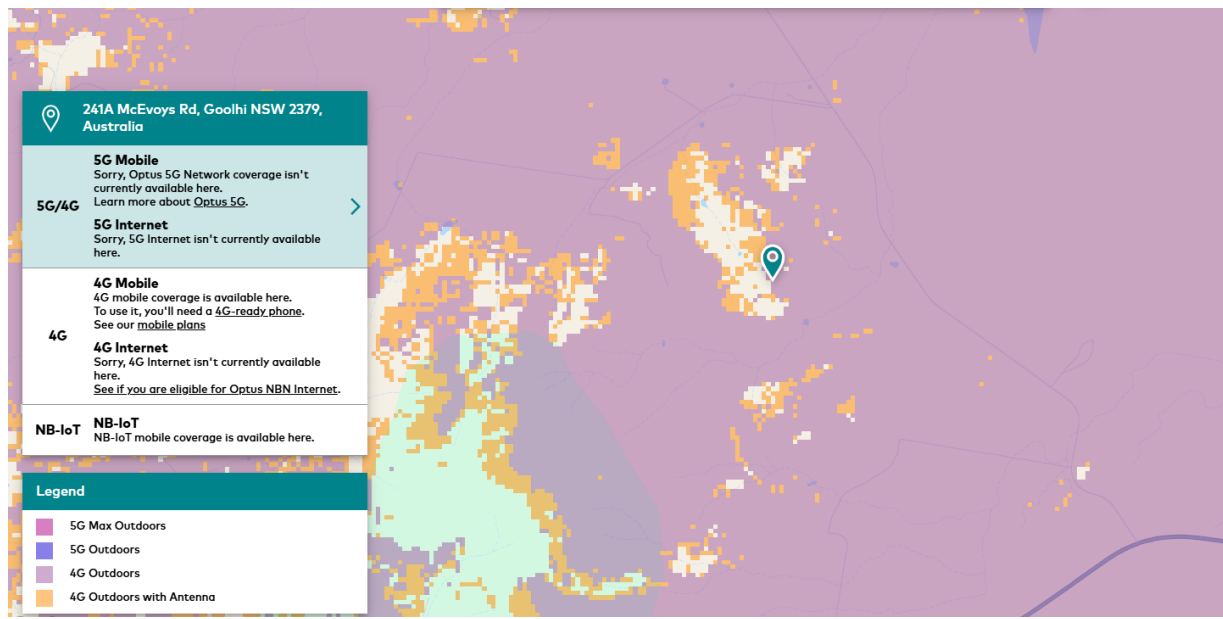 241A McEvoys Rd, Goolhi NSW 2379,
Australia
5G/4G
5G Mobile
Sorry, Optus 5G Network coverage isn't
currently available here.
Learn more about Optus 5G.
5G Internet
Sorry, 5G Internet isn't currently available
here.
4G
4G Mobile
4G mobile coverage is available here.
To use it, you'll need a 4G-ready phone.
See our mobile plans
4G Internet
Sorry, 4G Internet isn't currently available
here.
See if you are eligible for Optus NBN Internet.
NB-IoT
NB-IoT
NB-IoT mobile coverage is available here.
Legend
5G Max Outdoors
5G Outdoors
4G Outdoors
4G Outdoors with Antenna